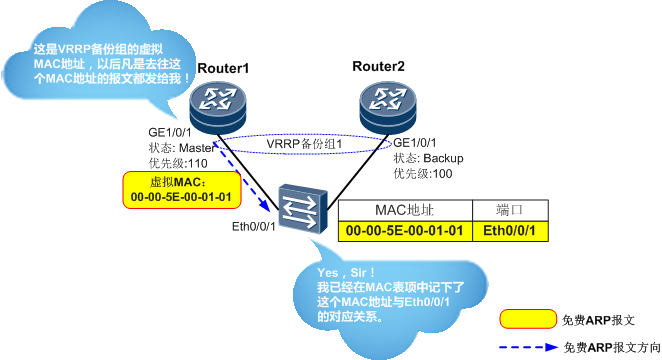 这是VRRP备份组的虚拟
MAC地址，以后凡是去往这
个MAC地址的报文都发给我！
Router1
Router2
GE1/0/1
状态: Master
优先级:110
VRRP备份组1
GE1/0/1
状态: Backup
优先级:100
虚拟MAC：
00-00-5E-00-01-01
Eth0/0/1
MAC地址 端口
00-00-5E-00-01-01 Eth0/0/1
Yes，Sir！
我已经在MAC表项中记下了
这个MAC地址与Eth0/0/1
的对应关系。
免费ARP报文
免费ARP报文方向